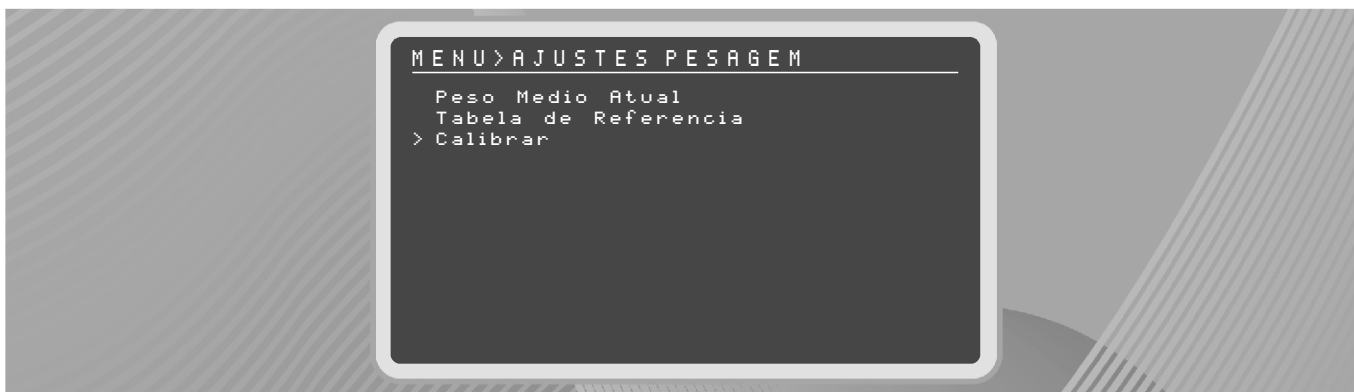 MENU>AJUSTES PESAGEM
Peso Medio Atual
Tabela de Referencia
> Calibrar